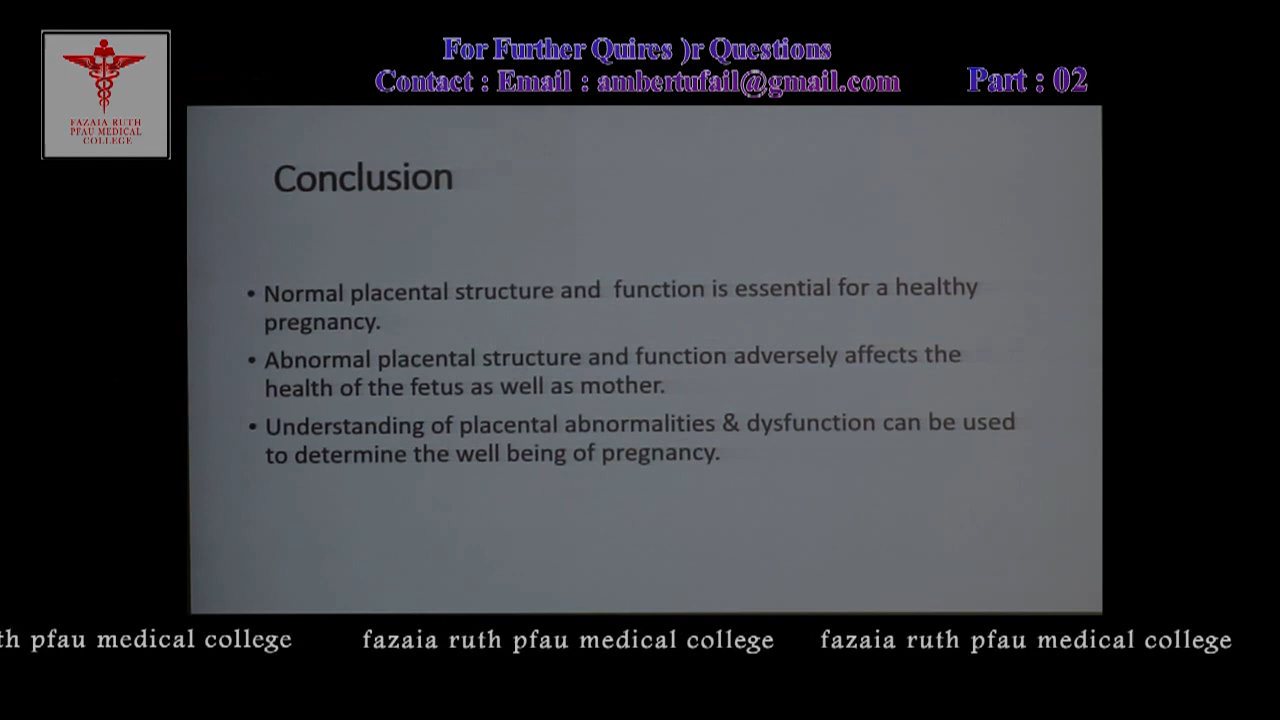 For Further Quires )r Questions
Contact : Email : ambertufail@gmail.com
Part : 02
FAZAIA RUTH
PFAU MEDICAL
COLLEGE
Conclusion
• Normal placental structure and function is essential for a healthy
pregnancy.
• Abnormal placental structure and function adversely affects the
health of the fetus as well as mother.
• Understanding of placental abnormalities & dysfunction can be used
to determine the well being of pregnancy.
th pfau medical college fazaia ruth pfau medical college fazaia ruth pfau medical college